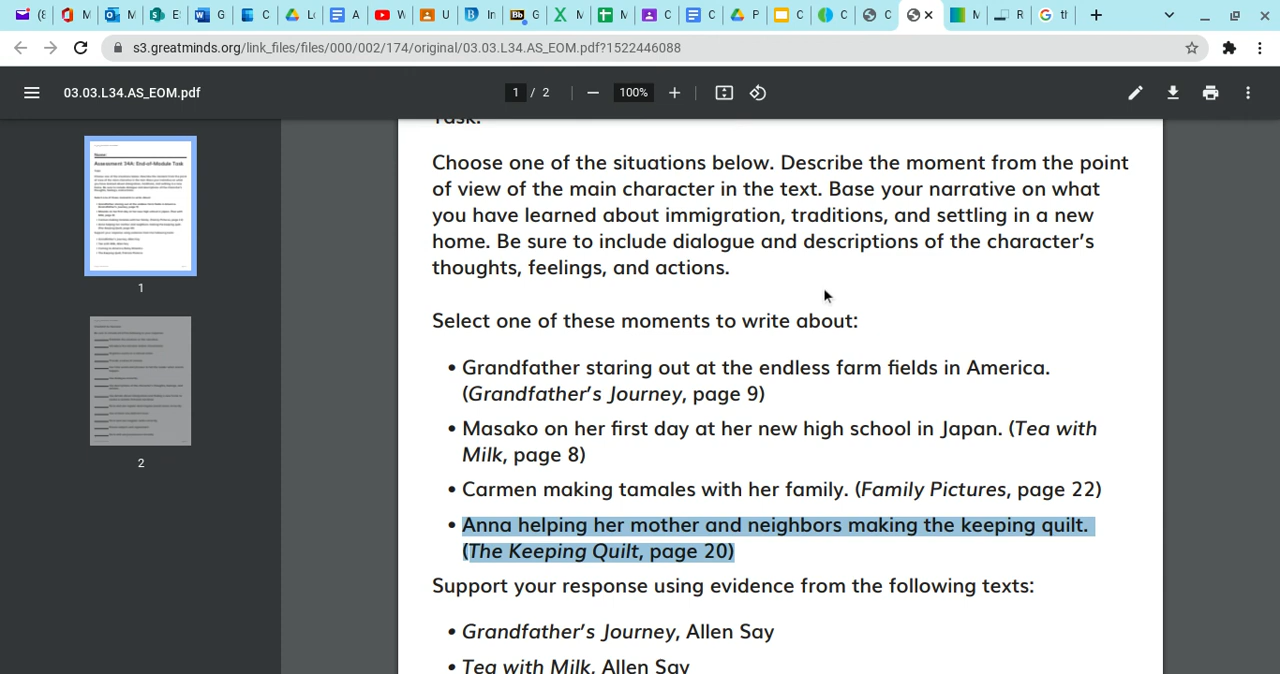 s3.greatminds.org/link_files/files/000/002/174/original/03.03.L34.AS_EOM.pdf?1522446088
03.03.L34.AS_EOM.pdf
1 / 2
100%
Task.
Choose one of the situations below. Describe the moment from the point
of view of the main character in the text. Base your narrative on what
you have learned about immigration, traditions, and settling in a new
home. Be sure to include dialogue and descriptions of the character's
thoughts, feelings, and actions.
Select one of these moments to write about:
• Grandfather staring out at the endless farm fields in America.
(Grandfather's Journey, page 9)
• Masako on her first day at her new high school in Japan. (Tea with
Milk, page 8)
• Carmen making tamales with her family. (Family Pictures, page 22)
• Anna helping her mother and neighbors making the keeping quilt.
(The Keeping Quilt, page 20)
Support your response using evidence from the following texts:
• Grandfather's Journey, Allen Say
• Tea with Milk, Allen Say
Assessment 34A: End-of-Module Task
1
2